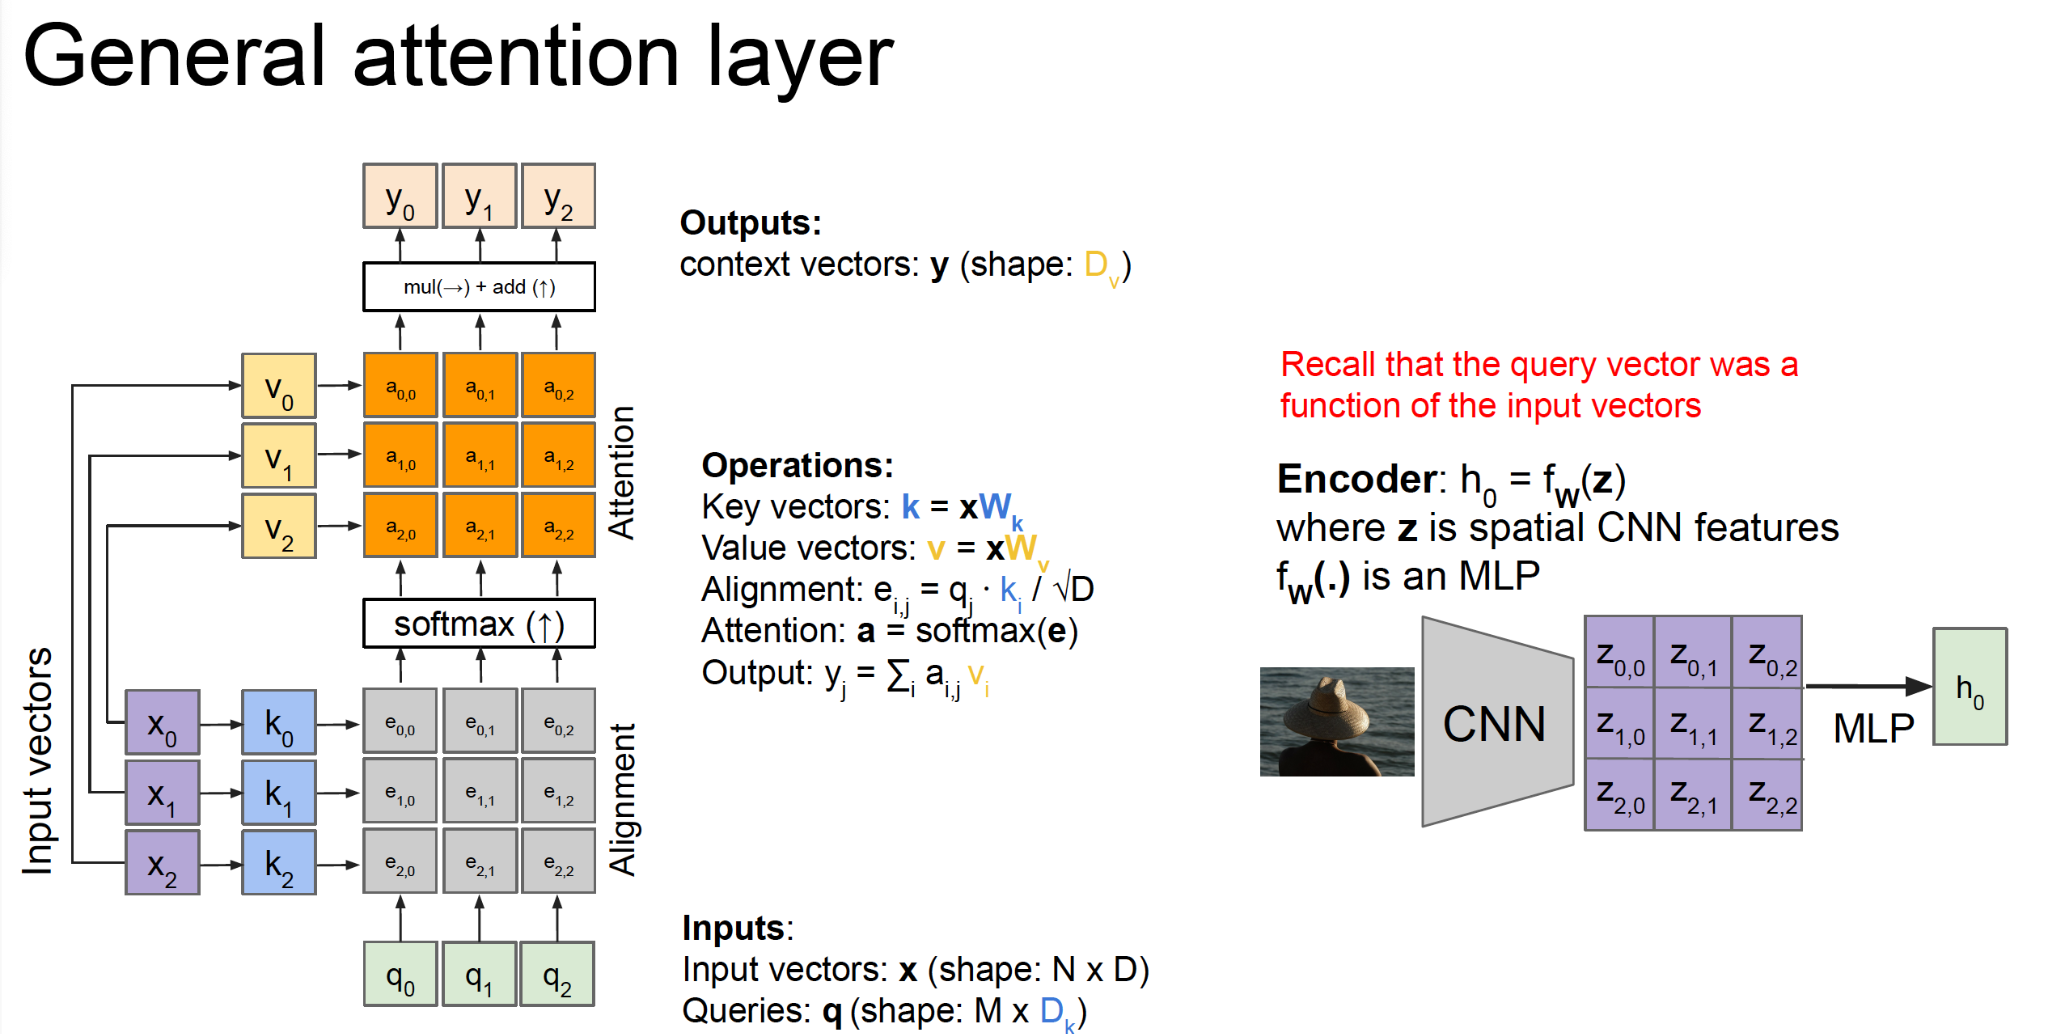 General attention layer
y0 y1 y2
mul(→) + add (↑)
v0 a0,0 a0,1 a0,2
v1 a1,0 a1,1 a1,2
v2 a2,0 a2,1 a2,2
Attention
softmax (↑)
Input vectors
x0 k0 e0,0 e0,1 e0,2
x1 k1 e1,0 e1,1 e1,2
x2 k2 e2,0 e2,1 e2,2
Alignment
q0 q1 q2
Outputs:
context vectors: y (shape: Dv)
Operations:
Key vectors: k = xWk
Value vectors: v = xWv
Alignment: ei,j = qj · ki / √D
Attention: a = softmax(e)
Output: yj = ∑i ai,j vi
Inputs:
Input vectors: x (shape: N x D)
Queries: q (shape: M x Dk)
Recall that the query vector was a
function of the input vectors
Encoder: h0 = fW(z)
where z is spatial CNN features
fW(.) is an MLP
CNN
z0,0 z0,1 z0,2
z1,0 z1,1 z1,2
z2,0 z2,1 z2,2
MLP
h0